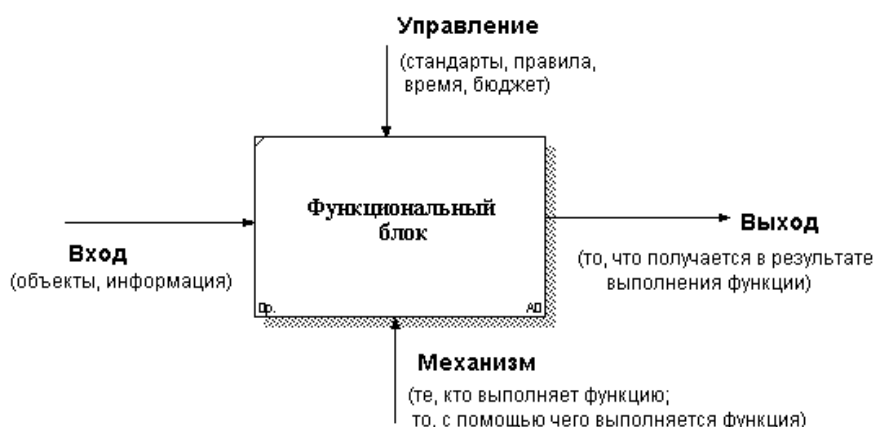 Управление
(стандарты, правила,
время, бюджет)
Функциональный
блок
Вход
(объекты, информация)
Выход
(то, что получается в результате
выполнения функции)
0р.
A0
Механизм
(те, кто выполняет функцию;
то, с помощью чего выполняется функция)